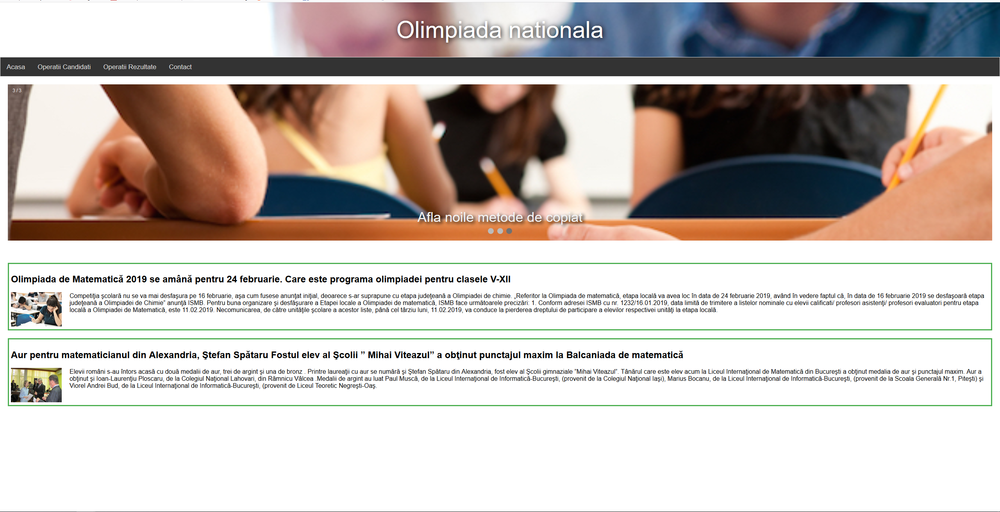 Olimpiada nationala
Acasa Operatii Candidati Operatii Rezultate Contact
3 / 3
Afla noile metode de copiat
Olimpiada de Matematică 2019 se amână pentru 24 februarie. Care este programa olimpiadei pentru clasele V-XII
Competiţia şcolară nu se va mai desfaşura pe 16 februarie, aşa cum fusese anunţat iniţial, deoarece s-ar suprapune cu etapa judeţeană a Olimpiadei de chimie. „Referitor la Olimpiada de matematică, etapa locală va avea loc în data de 24 februarie 2019, având în vedere faptul că, în data de 16 februarie 2019 se desfaşoară etapa
judeţeană a Olimpiadei de Chimie” anunţă ISMB. Pentru buna organizare şi desfăşurare a Etapei locale a Olimpiadei de matematică, ISMB face următoarele precizări: 1. Conform adresei ISMB cu nr. 1232/16.01.2019, data limită de trimitere a listelor nominale cu elevii calificati/ profesori asistenţi/ profesori evaluatori pentru etapa
locală a Olimpiadei de Matematică, este 11.02.2019. Necomunicarea, de către unităţile şcolare a acestor liste, până cel târziu luni, 11.02.2019, va conduce la pierderea dreptului de participare a elevilor respectivei unităţi la etapa locală.
Aur pentru matematicianul din Alexandria, Ştefan Spătaru Fostul elev al Şcolii ” Mihai Viteazul” a obţinut punctajul maxim la Balcaniada de matematică
Elevii români s-au întors acasă cu două medalii de aur, trei de argint şi una de bronz . Printre laureaţii cu aur se numără şi Ştefan Spătaru din Alexandria, fost elev al Şcolii gimnaziale ”Mihai Viteazul”. Tânărul care este elev acum la Liceul Internaţional de Matematică din Bucureşti a obţinut medalia de aur şi punctajul maxim. Aur a
obţinut şi Ioan-Laurenţiu Ploscaru, de la Colegiul Naţional Lahovari, din Rămnicu Vâlcea .Medalii de argint au luat Paul Muscă, de la Liceul Internaţional de Informatică-Bucureşti, (provenit de la Colegiul Naţional Iaşi), Marius Bocanu, de la Liceul Internaţional de Informatică-Bucureşti, (provenit de la Scoala Generală Nr.1, Piteşti) şi
Viorel Andrei Bud, de la Liceul Internaţional de Informatică-Bucureşti, (provenit de Liceul Teoretic Negreşti-Oaş.